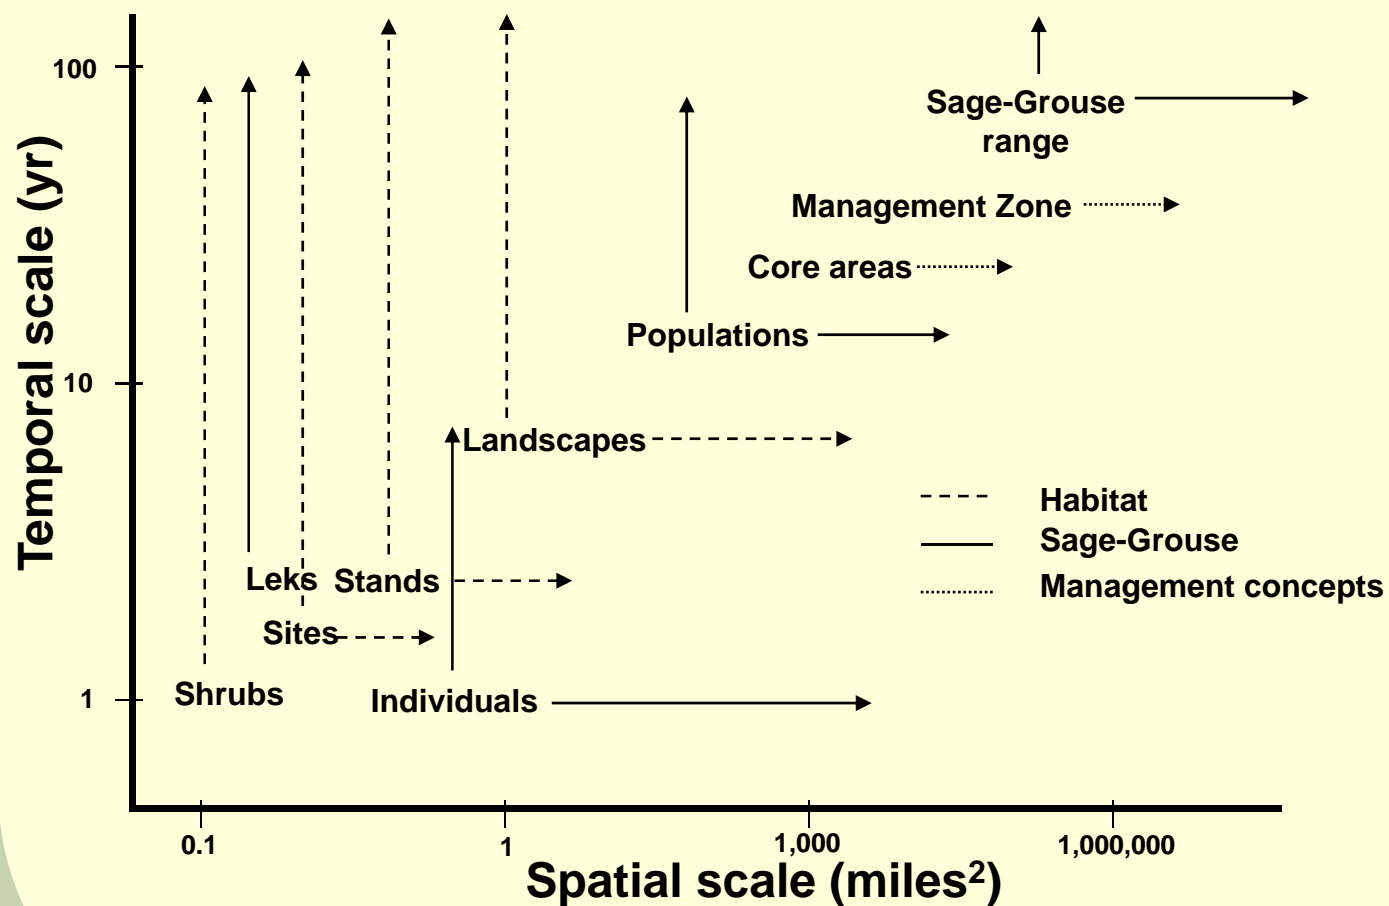 100
Sage-Grouse
range
Management Zone
Core areas
Populations
10
Landscapes
Habitat
Sage-Grouse
Management concepts
Leks Stands
Sites
Shrubs
Individuals
1
Temporal scale (yr)
0.1
1
1,000
1,000,000
Spatial scale (miles²)